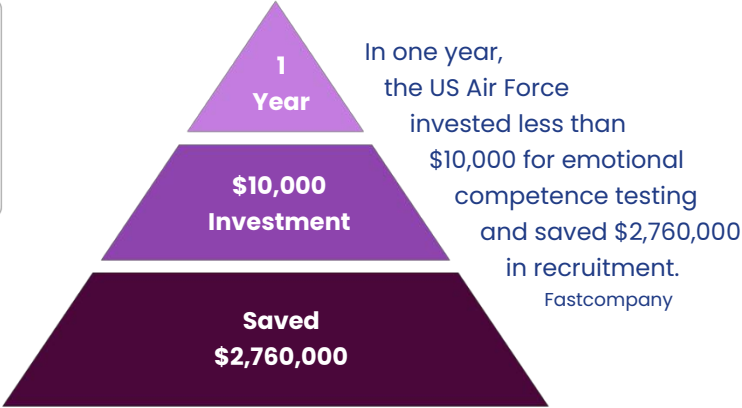 1
Year
$10,000
Investment
Saved
$2,760,000
In one year,
the US Air Force
invested less than
$10,000 for emotional
competence testing
and saved $2,760,000
in recruitment.
Fastcompany